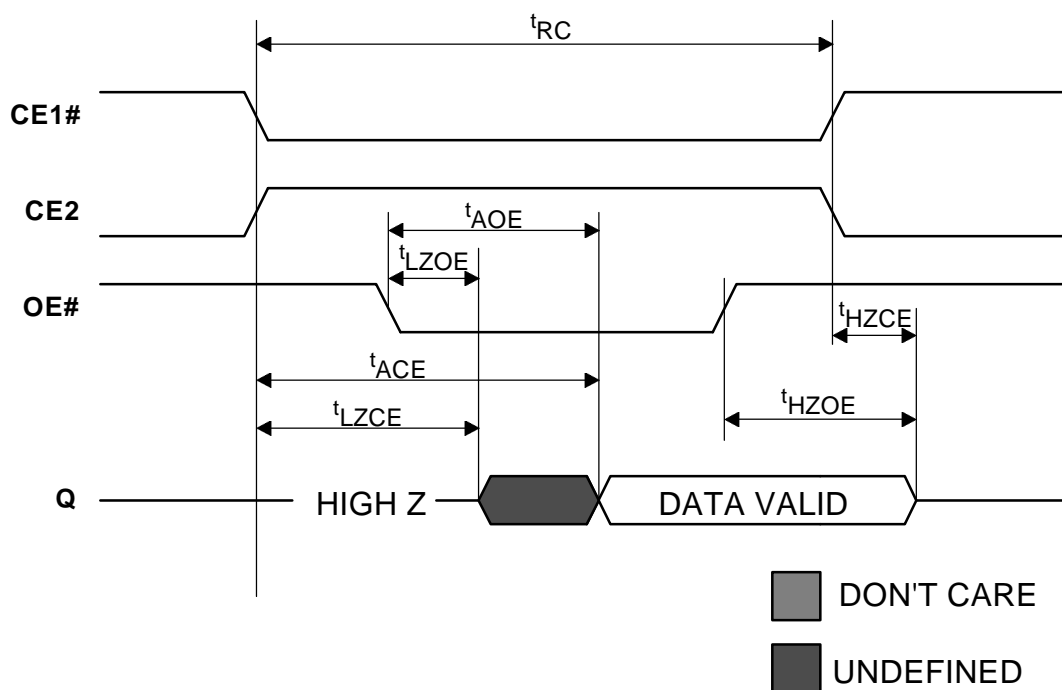 tRC
CE1#
CE2
tAOE
tLZOE
OE#
tHZCE
tACE
tHZOE
tLZCE
Q
HIGH Z
DATA VALID
DON'T CARE
UNDEFINED